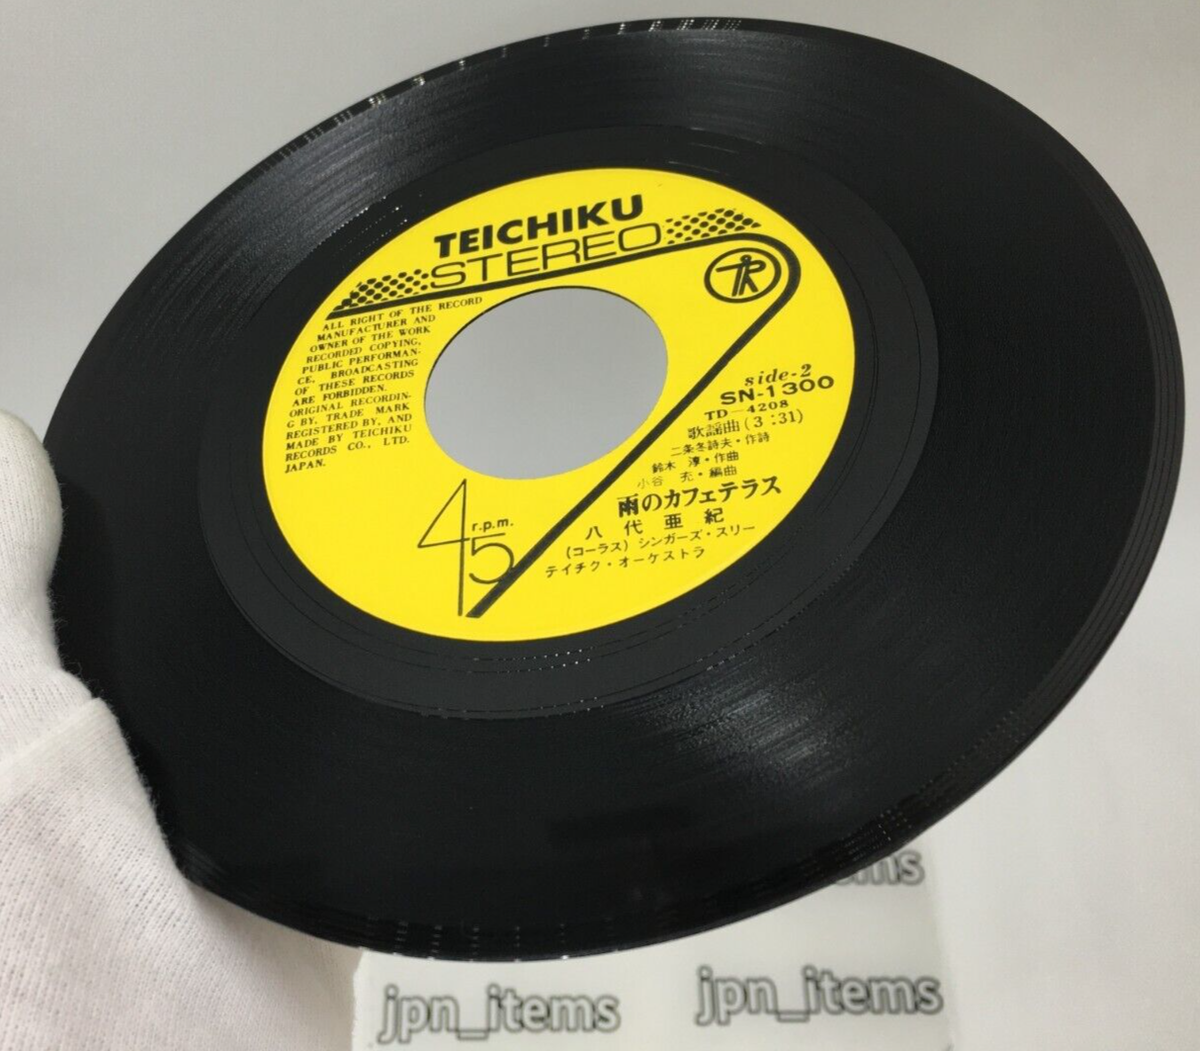 TEICHIKU
STEREO
ALL RIGHT OF THE RECORD
MANUFACTURER AND
OWNER OF THE WORK
RECORDED COPYING,
PUBLIC PERFORMAN-
CE, BROADCASTING
OF THESE RECORDS
ARE FORBIDDEN.
ORIGINAL RECORDIN-
G BY, TRADE MARK
REGISTERED BY, AND
MADE BY TEICHIKU
RECORDS CO., LTD.
JAPAN.
side-2
SN-1300
TD-4208
歌謡曲(3:31)
二条冬詩夫・作詩
鈴木 淳・作曲
小谷 充・編曲
雨のカフェテラス
八代亜紀
(コーラス) シンガーズ・スリー
テイチク・オーケストラ
45 r.p.m.
ms
jpn_items
jpn_items